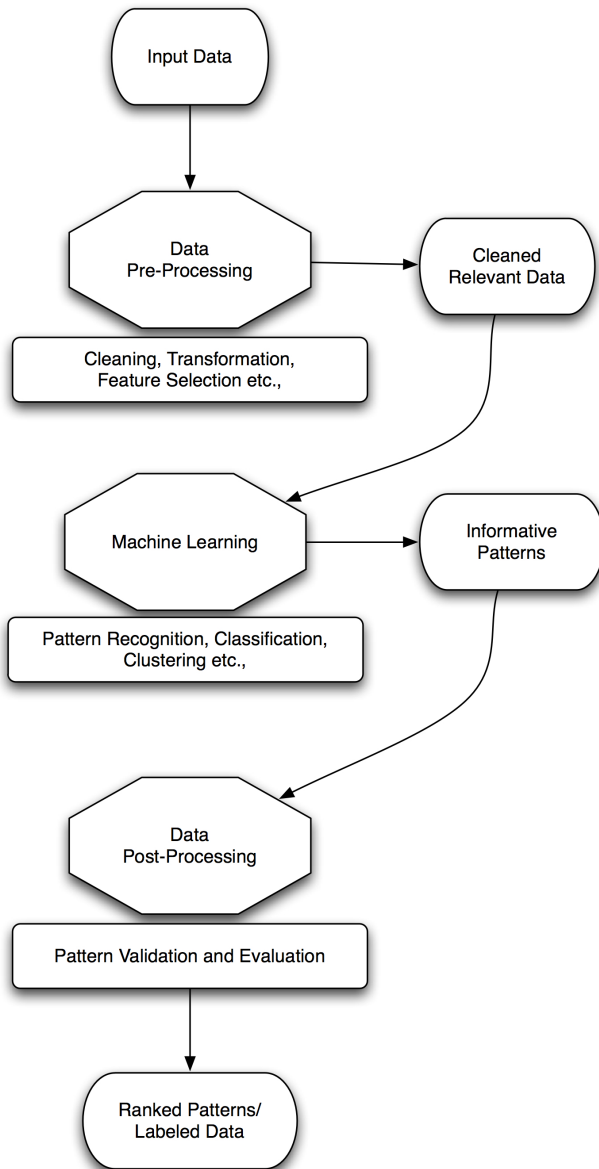 Input Data
Data
Pre-Processing
Cleaned
Relevant Data
Cleaning, Transformation,
Feature Selection etc.,
Machine Learning
Informative
Patterns
Pattern Recognition, Classification,
Clustering etc.,
Data
Post-Processing
Pattern Validation and Evaluation
Ranked Patterns/
Labeled Data